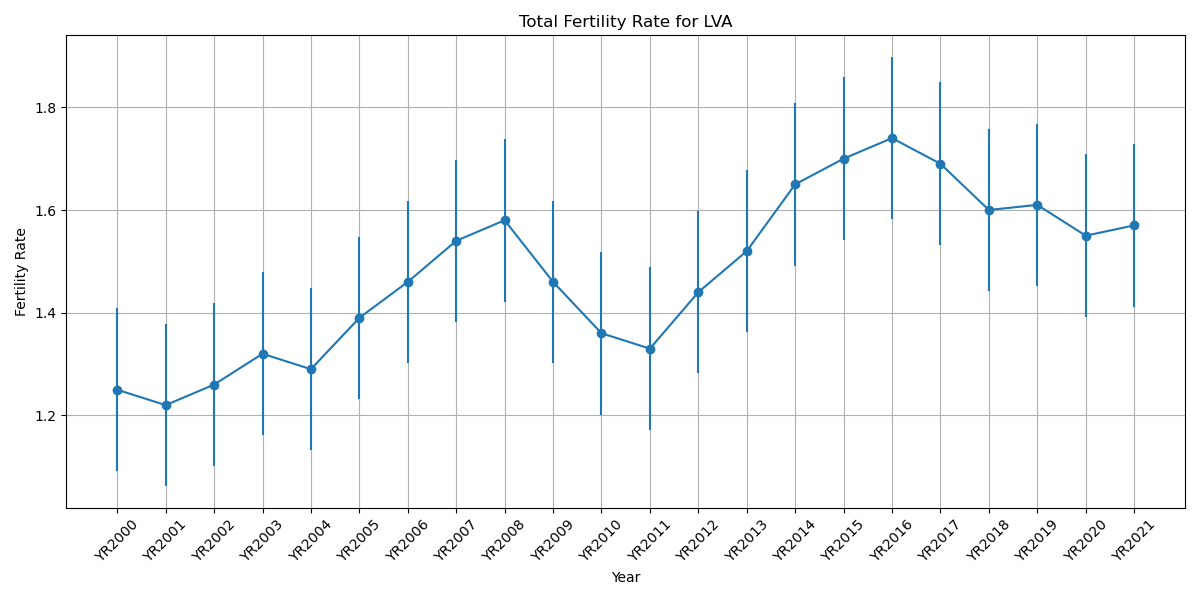 Total Fertility Rate for LVA
Fertility Rate
1.8
1.6
1.4
1.2
YR2000
YR2001
YR2002
YR2003
YR2004
YR2005
YR2006
YR2007
YR2008
YR2009
YR2010
YR2011
YR2012
YR2013
YR2014
YR2015
YR2016
YR2017
YR2018
YR2019
YR2020
YR2021
Year